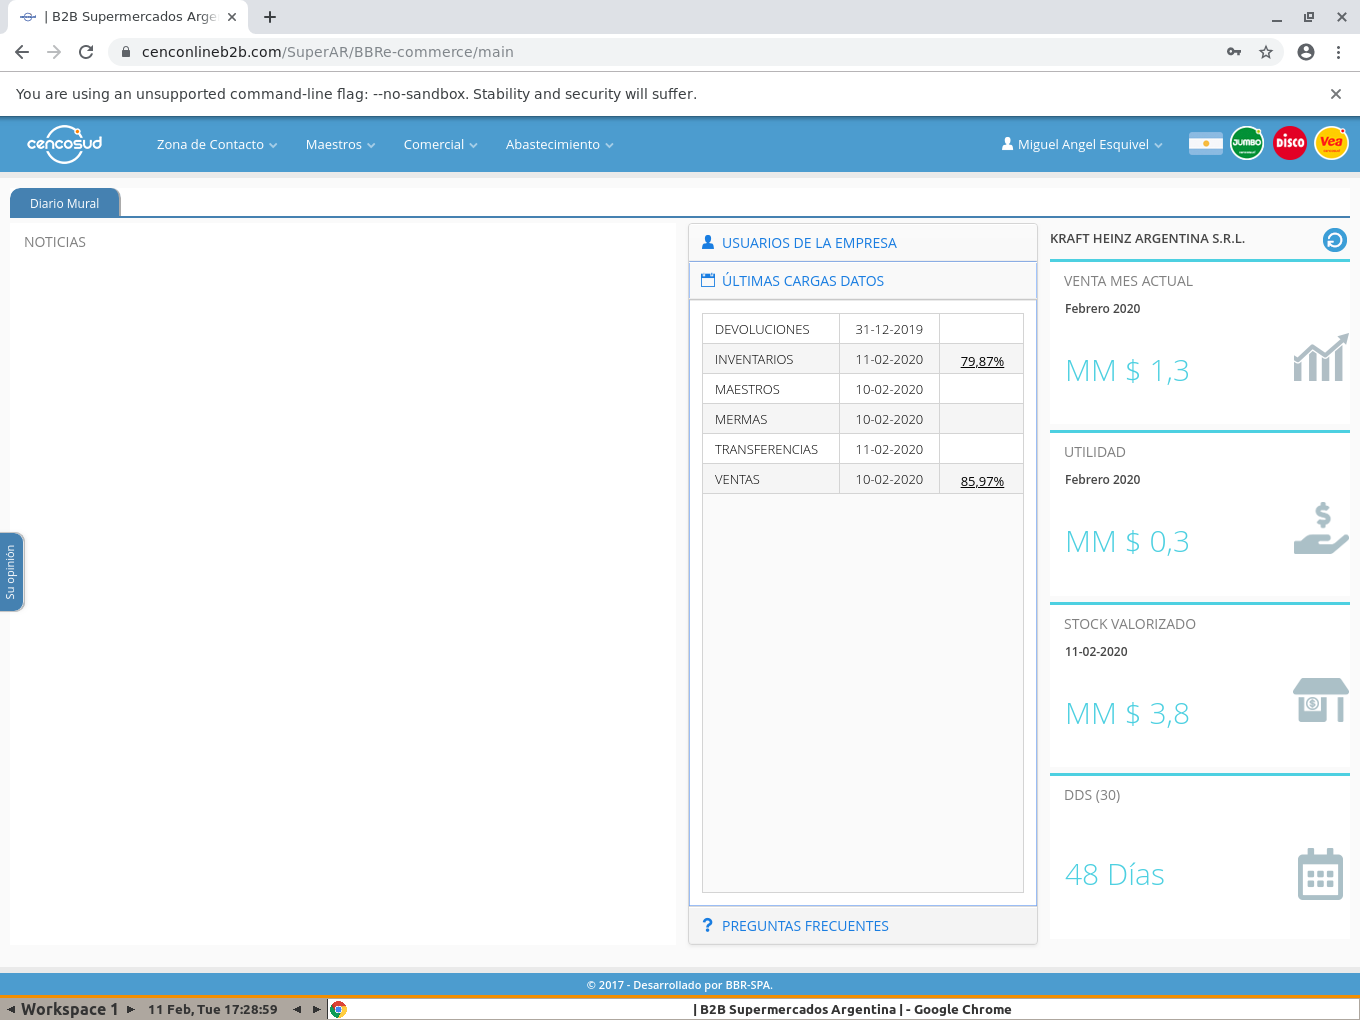 | B2B Supermercados Arge
cenconlineb2b.com/SuperAR/BBRe-commerce/main
You are using an unsupported command-line flag: --no-sandbox. Stability and security will suffer.
cencosud
Zona de Contacto
Maestros
Comercial
Abastecimiento
Miguel Angel Esquivel
JUMBO
DISCO
Vea
Diario Mural
NOTICIAS
USUARIOS DE LA EMPRESA
ÚLTIMAS CARGAS DATOS
DEVOLUCIONES 31-12-2019
INVENTARIOS 11-02-2020 79,87%
MAESTROS 10-02-2020
MERMAS 10-02-2020
TRANSFERENCIAS 11-02-2020
VENTAS 10-02-2020 85,97%
PREGUNTAS FRECUENTES
KRAFT HEINZ ARGENTINA S.R.L.
VENTA MES ACTUAL
Febrero 2020
MM $ 1,3
UTILIDAD
Febrero 2020
MM $ 0,3
STOCK VALORIZADO
11-02-2020
MM $ 3,8
DDS (30)
48 Días
Su opinión
© 2017 - Desarrollado por BBR-SPA.
Workspace 1
11 Feb, Tue 17:28:59
| B2B Supermercados Argentina | - Google Chrome